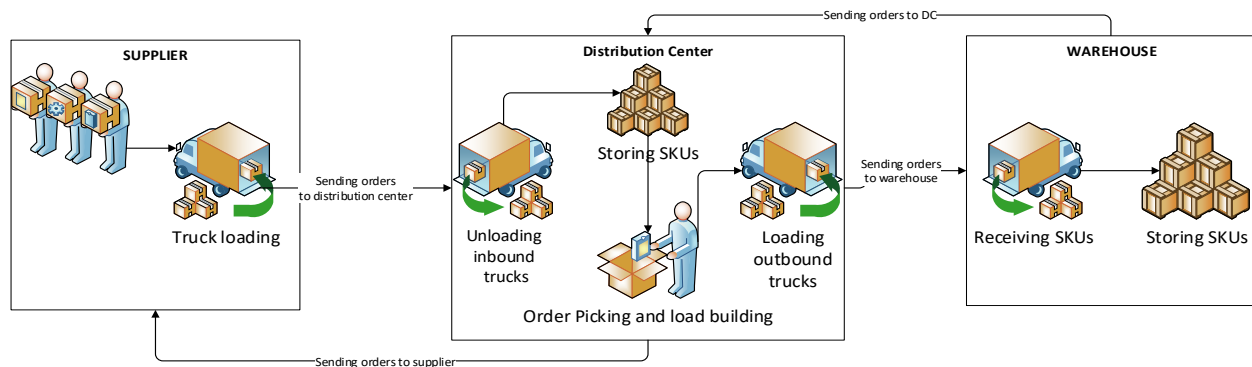 Sending orders to DC
SUPPLIER
Distribution Center
WAREHOUSE
Storing SKUs
Sending orders
to distribution center
Sending orders
to warehouse
Truck loading
Unloading
inbound
trucks
Loading
outbound
trucks
Receiving SKUs
Storing SKUs
Order Picking and load building
Sending orders to supplier